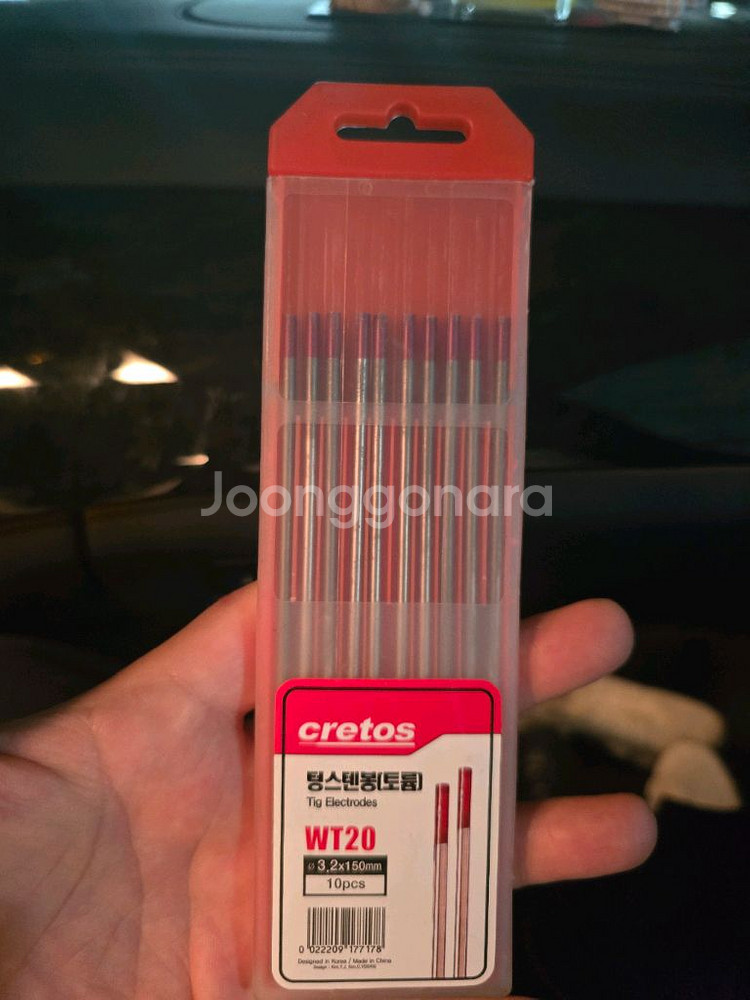 Joonggonara
cretos
텅스텐봉(토륨)
Tig Electrodes
WT20
ø 3.2x150mm
10pcs
0 022209 177178
Designed in Korea / Made in China